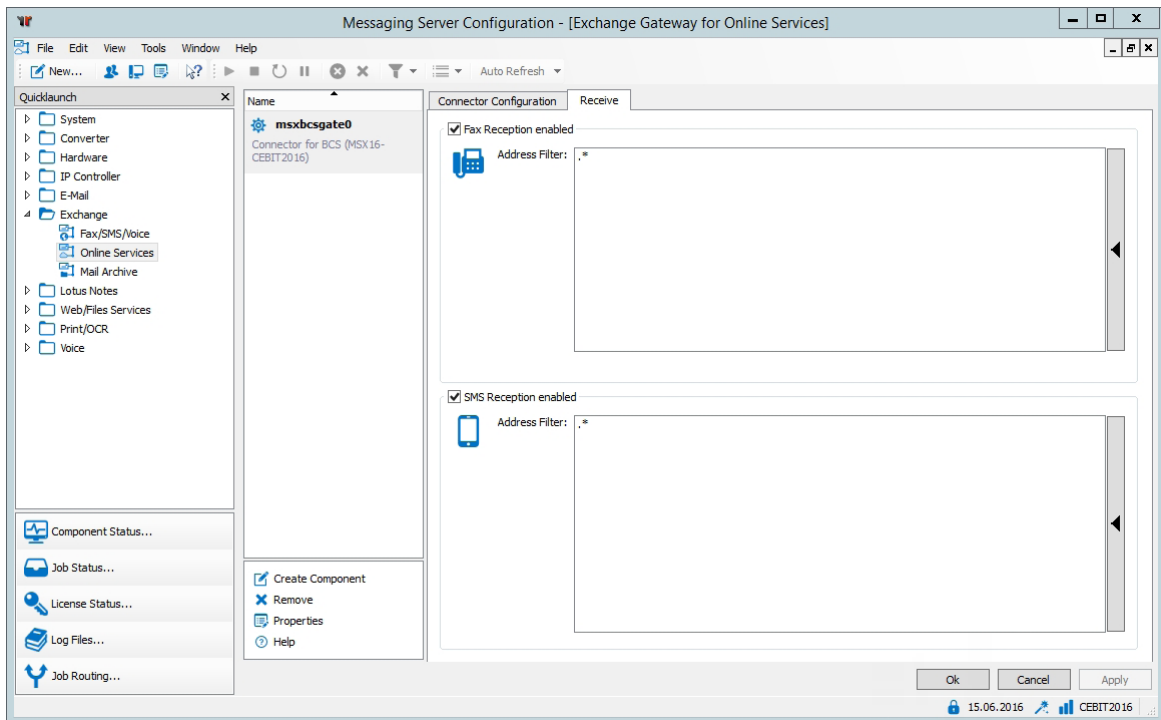 Messaging Server Configuration - [Exchange Gateway for Online Services]
File Edit View Tools Window Help
New... Auto Refresh
Quicklaunch
System
Converter
Hardware
IP Controller
E-Mail
Exchange
Fax/SMS/Voice
Online Services
Mail Archive
Lotus Notes
Web/Files Services
Print/OCR
Voice
Component Status...
Job Status...
License Status...
Log Files...
Job Routing...
Name
msxbcsgate0
Connector for BCS (MSX16-
CEBIT2016)
Create Component
Remove
Properties
Help
Connector Configuration Receive
Fax Reception enabled
Address Filter: .*
SMS Reception enabled
Address Filter: .*
Ok Cancel Apply
15.06.2016 CEBIT2016